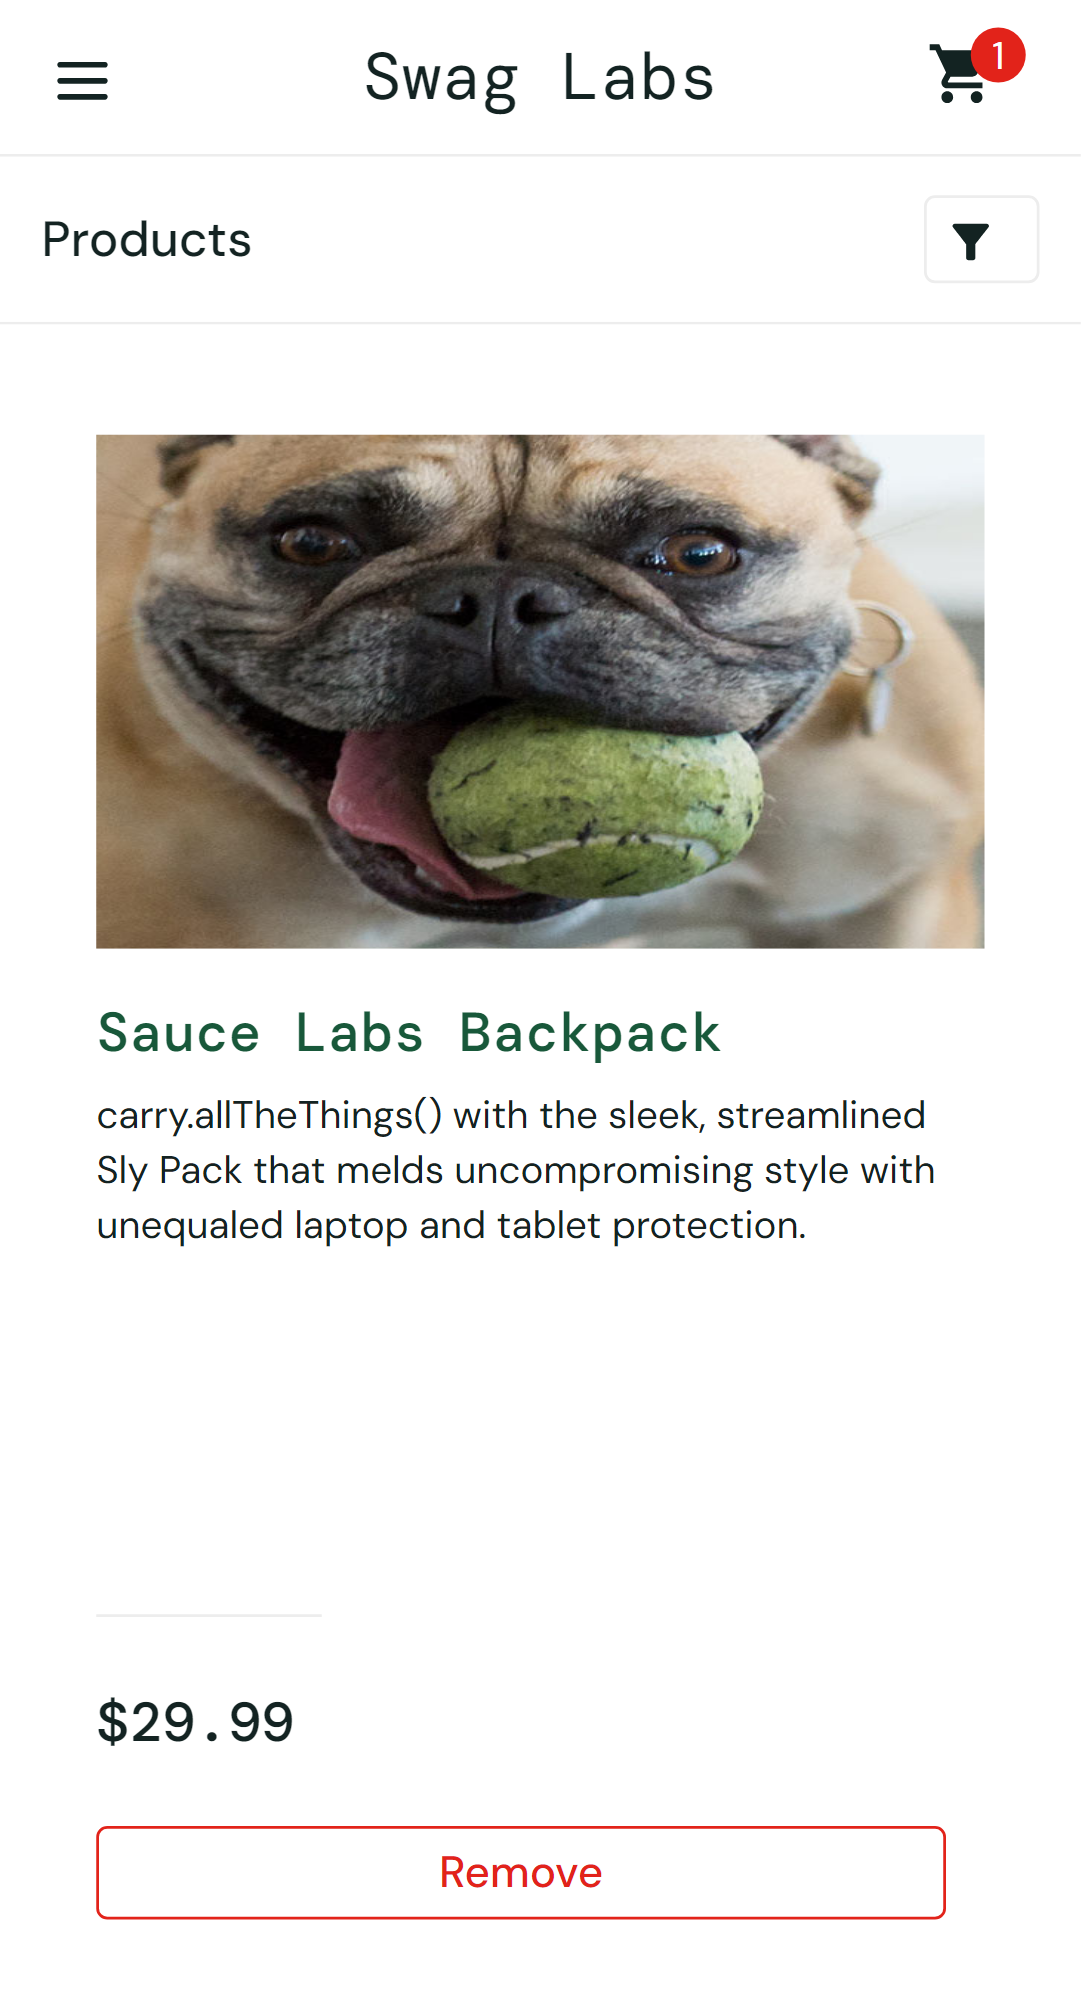 Swag Labs
1
Products
Sauce Labs Backpack
carry.allTheThings() with the sleek, streamlined
Sly Pack that melds uncompromising style with
unequaled laptop and tablet protection.
$29.99
Remove